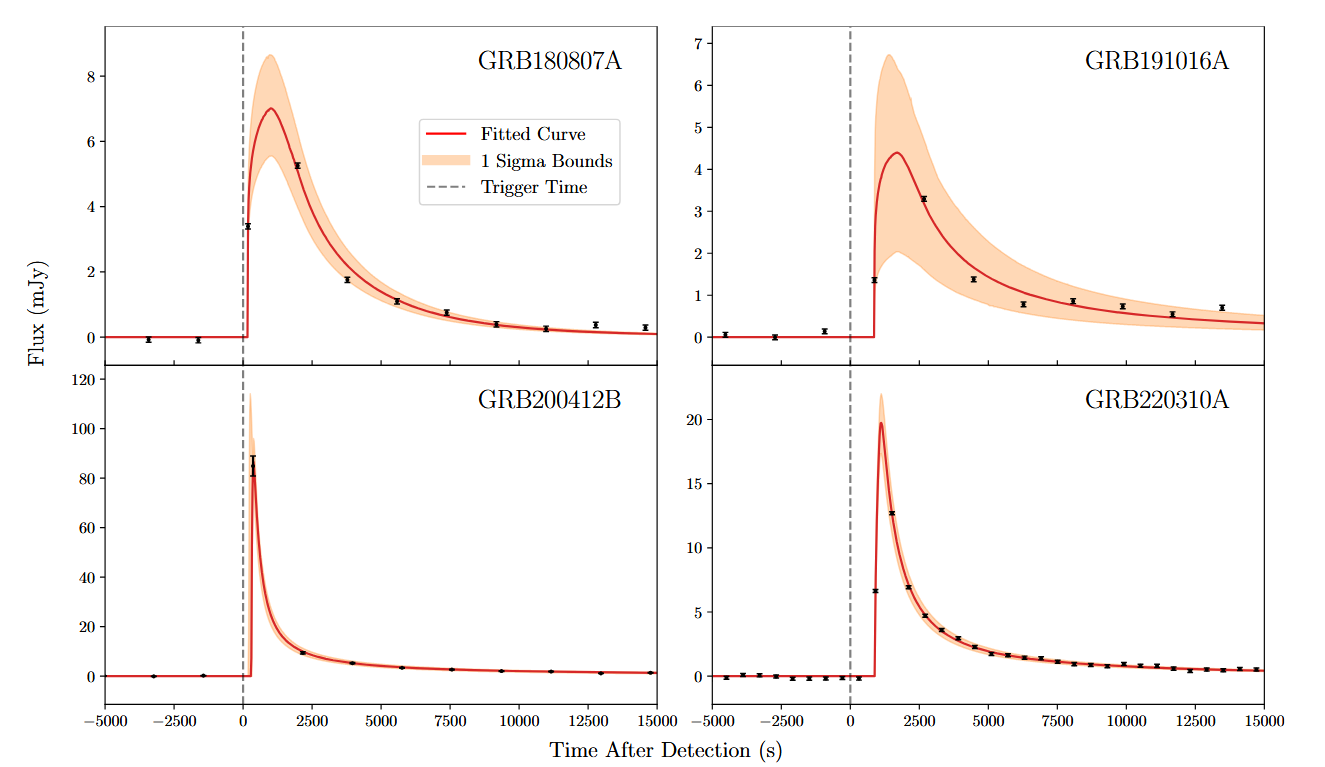 GRB180807A
8
6
4
2
0
Fitted Curve
1 Sigma Bounds
Trigger Time
GRB191016A
7
6
5
4
3
2
1
0
Flux (mJy)
GRB200412B
120
100
80
60
40
20
0
−5000 −2500 0 2500 5000 7500 10000 12500 15000
GRB220310A
20
15
10
5
0
−5000 −2500 0 2500 5000 7500 10000 12500 15000
Time After Detection (s)